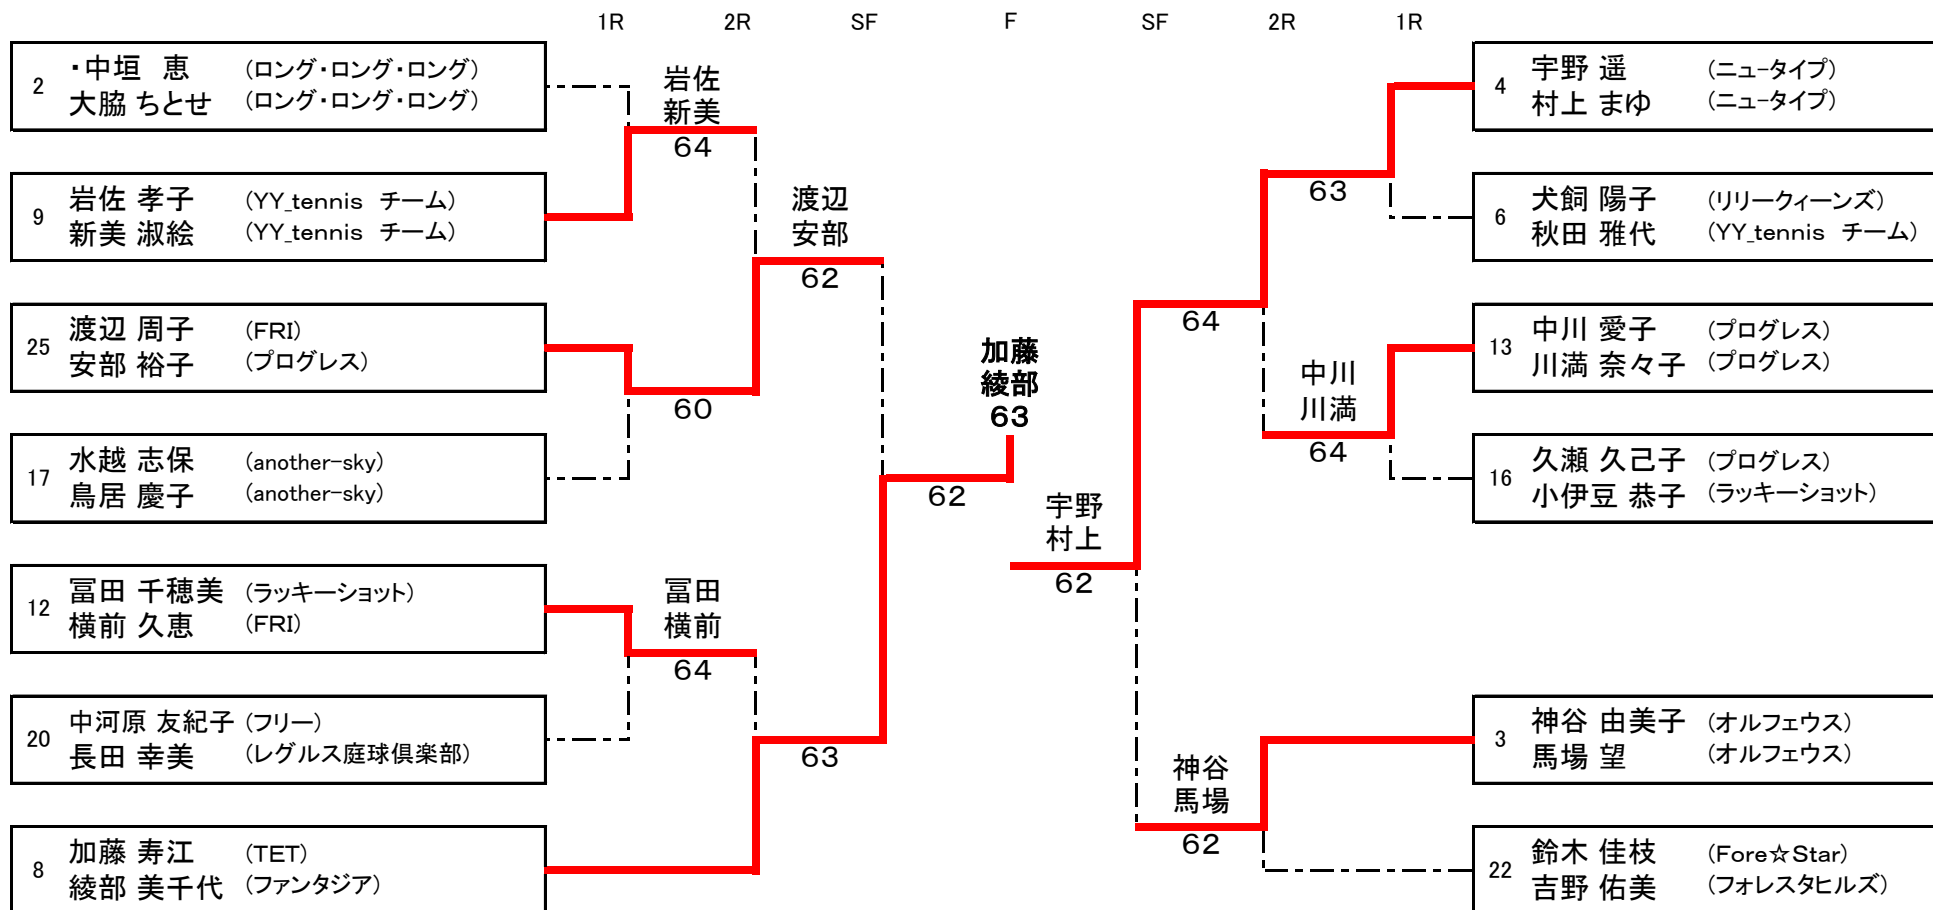 1R 2R SF F SF 2R 1R
2 ・中垣 恵 (ロング・ロング・ロング)
大脇 ちとせ (ロング・ロング・ロング)
9 岩佐 孝子 (YY_tennis チーム)
新美 淑絵 (YY_tennis チーム)
25 渡辺 周子 (FRI)
安部 裕子 (プログレス)
17 水越 志保 (another-sky)
鳥居 慶子 (another-sky)
12 冨田 千穂美 (ラッキーショット)
横前 久恵 (FRI)
20 中河原 友紀子 (フリー)
長田 幸美 (レグルス庭球倶楽部)
8 加藤 寿江 (TET)
綾部 美千代 (ファンタジア)
岩佐
新美
64
60
冨田
横前
64
渡辺
安部
62
63
62
加藤
綾部
63
宇野
村上
62
64
神谷
馬場
62
63
中川
川満
64
4 宇野 遥 (ニュータイプ)
村上 まゆ (ニュータイプ)
6 犬飼 陽子 (リリークィーンズ)
秋田 雅代 (YY_tennis チーム)
13 中川 愛子 (プログレス)
川満 奈々子 (プログレス)
16 久瀬 久己子 (プログレス)
小伊豆 恭子 (ラッキーショット)
3 神谷 由美子 (オルフェウス)
馬場 望 (オルフェウス)
22 鈴木 佳枝 (Fore☆Star)
吉野 佑美 (フォレスタヒルズ)